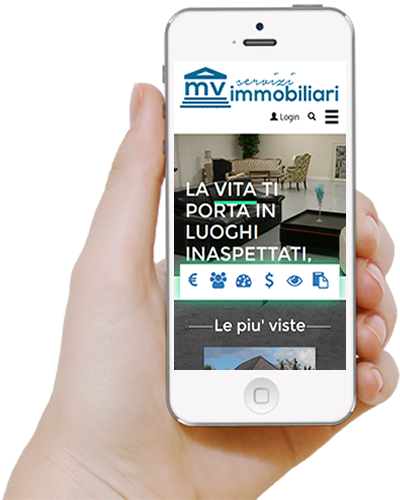 mv servizi
immobiliari
Login
LA VITA TI
PORTA IN
LUOGHI
INASPETTATI,
€ $
Le piu' viste